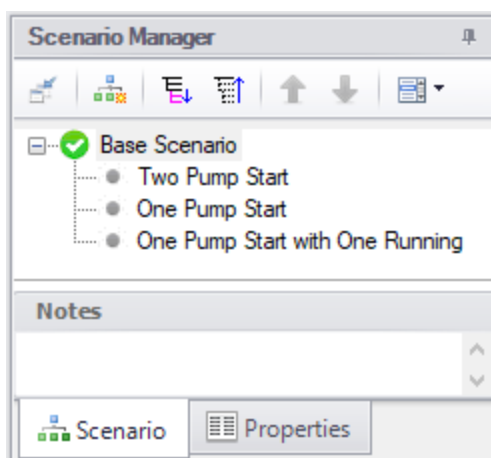 Scenario Manager
Base Scenario
Two Pump Start
One Pump Start
One Pump Start with One Running
Notes
Scenario
Properties